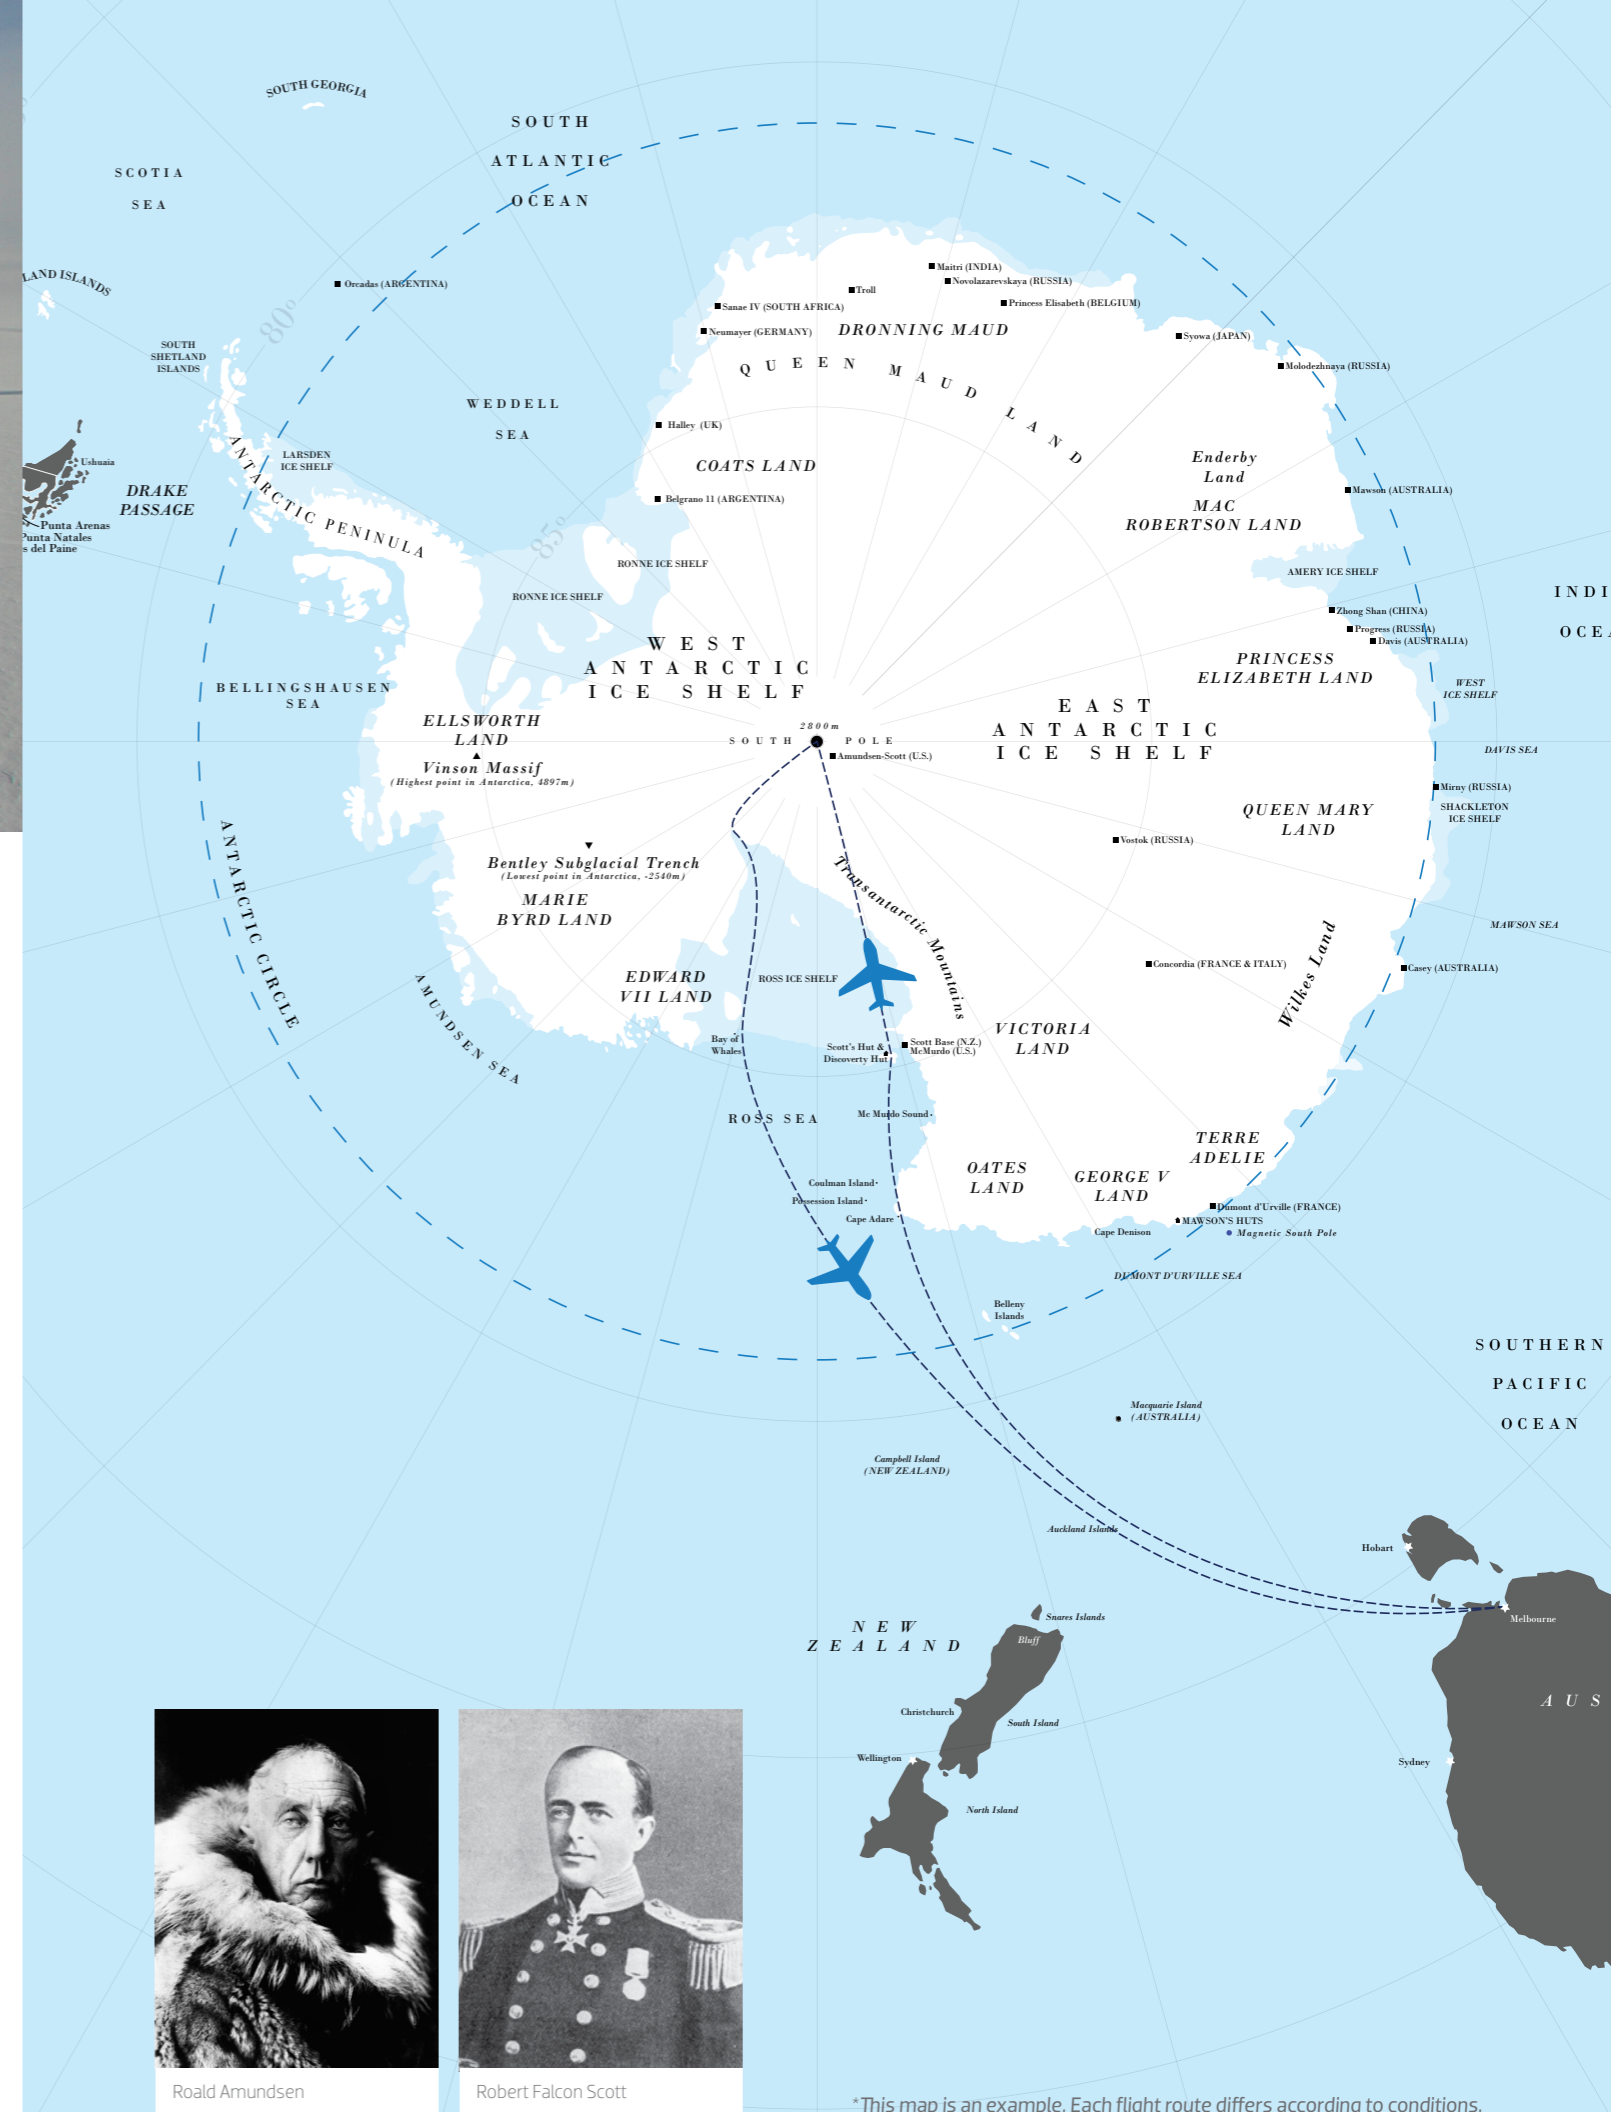 SOUTH GEORGIA
SOUTH
ATLANTIC
OCEAN
SCOTIA
SEA
LAND ISLANDS
Orcadas (ARGENTINA)
80°
SOUTH
SHETLAND
ISLANDS
Maitri (INDIA)
Novolazarevskaya (RUSSIA)
Troll
Princess Elisabeth (BELGIUM)
Sanae IV (SOUTH AFRICA)
Neumayer (GERMANY)
DRONNING MAUD
QUEEN MAUD LAND
Syowa (JAPAN)
Molodezhnaya (RUSSIA)
WEDDELL
SEA
Halley (UK)
COATS LAND
Belgrano 11 (ARGENTINA)
LARSDEN
ICE SHELF
ANTARCTIC PENINULA
Ushuaia
DRAKE
PASSAGE
Punta Arenas
Punta Natales
s del Paine
85°
RONNE ICE SHELF
RONNE ICE SHELF
Enderby
Land
MAC
ROBERTSON LAND
Mawson (AUSTRALIA)
AMERY ICE SHELF
INDI
OCEA
Zhong Shan (CHINA)
Progress (RUSSIA)
Davis (AUSTRALIA)
WEST
ANTARCTIC
ICE SHELF
PRINCESS
ELIZABETH LAND
WEST
ICE SHELF
BELLINGSHAUSEN
SEA
ELLSWORTH
LAND
Vinson Massif
(Highest point in Antarctica, 4897m)
2800m
SOUTH POLE
Amundsen-Scott (U.S.)
EAST
ANTARCTIC
ICE SHELF
DAVIS SEA
Mirny (RUSSIA)
SHACKLETON
ICE SHELF
QUEEN MARY
LAND
Vostok (RUSSIA)
ANTARCTIC CIRCLE
Bentley Subglacial Trench
(Lowest point in Antarctica, -2540m)
MARIE
BYRD LAND
Transantarctic Mountains
MAWSON SEA
Casey (AUSTRALIA)
Concordia (FRANCE & ITALY)
Wilkes Land
AMUNDSEN SEA
EDWARD
VII LAND
ROSS ICE SHELF
Bay of
Whales
Scott's Hut &
Discoverty Hut
Scott Base (N.Z.)
McMurdo (U.S.)
VICTORIA
LAND
ROSS SEA
Mc Murdo Sound
Coulman Island
Possession Island
Cape Adare
OATES
LAND
GEORGE V
LAND
TERRE
ADELIE
Dumont d'Urville (FRANCE)
MAWSON'S HUTS
Cape Denison
Magnetic South Pole
DUMONT D'URVILLE SEA
Belleny
Islands
SOUTHERN
PACIFIC
OCEAN
Macquarie Island
(AUSTRALIA)
Campbell Island
(NEW ZEALAND)
Auckland Islands
Hobart
Melbourne
NEW
ZEALAND
Snares Islands
Bluff
AUS
Christchurch
South Island
Wellington
North Island
Sydney
Roald Amundsen
Robert Falcon Scott
*This map is an example. Each flight route differs according to conditions.